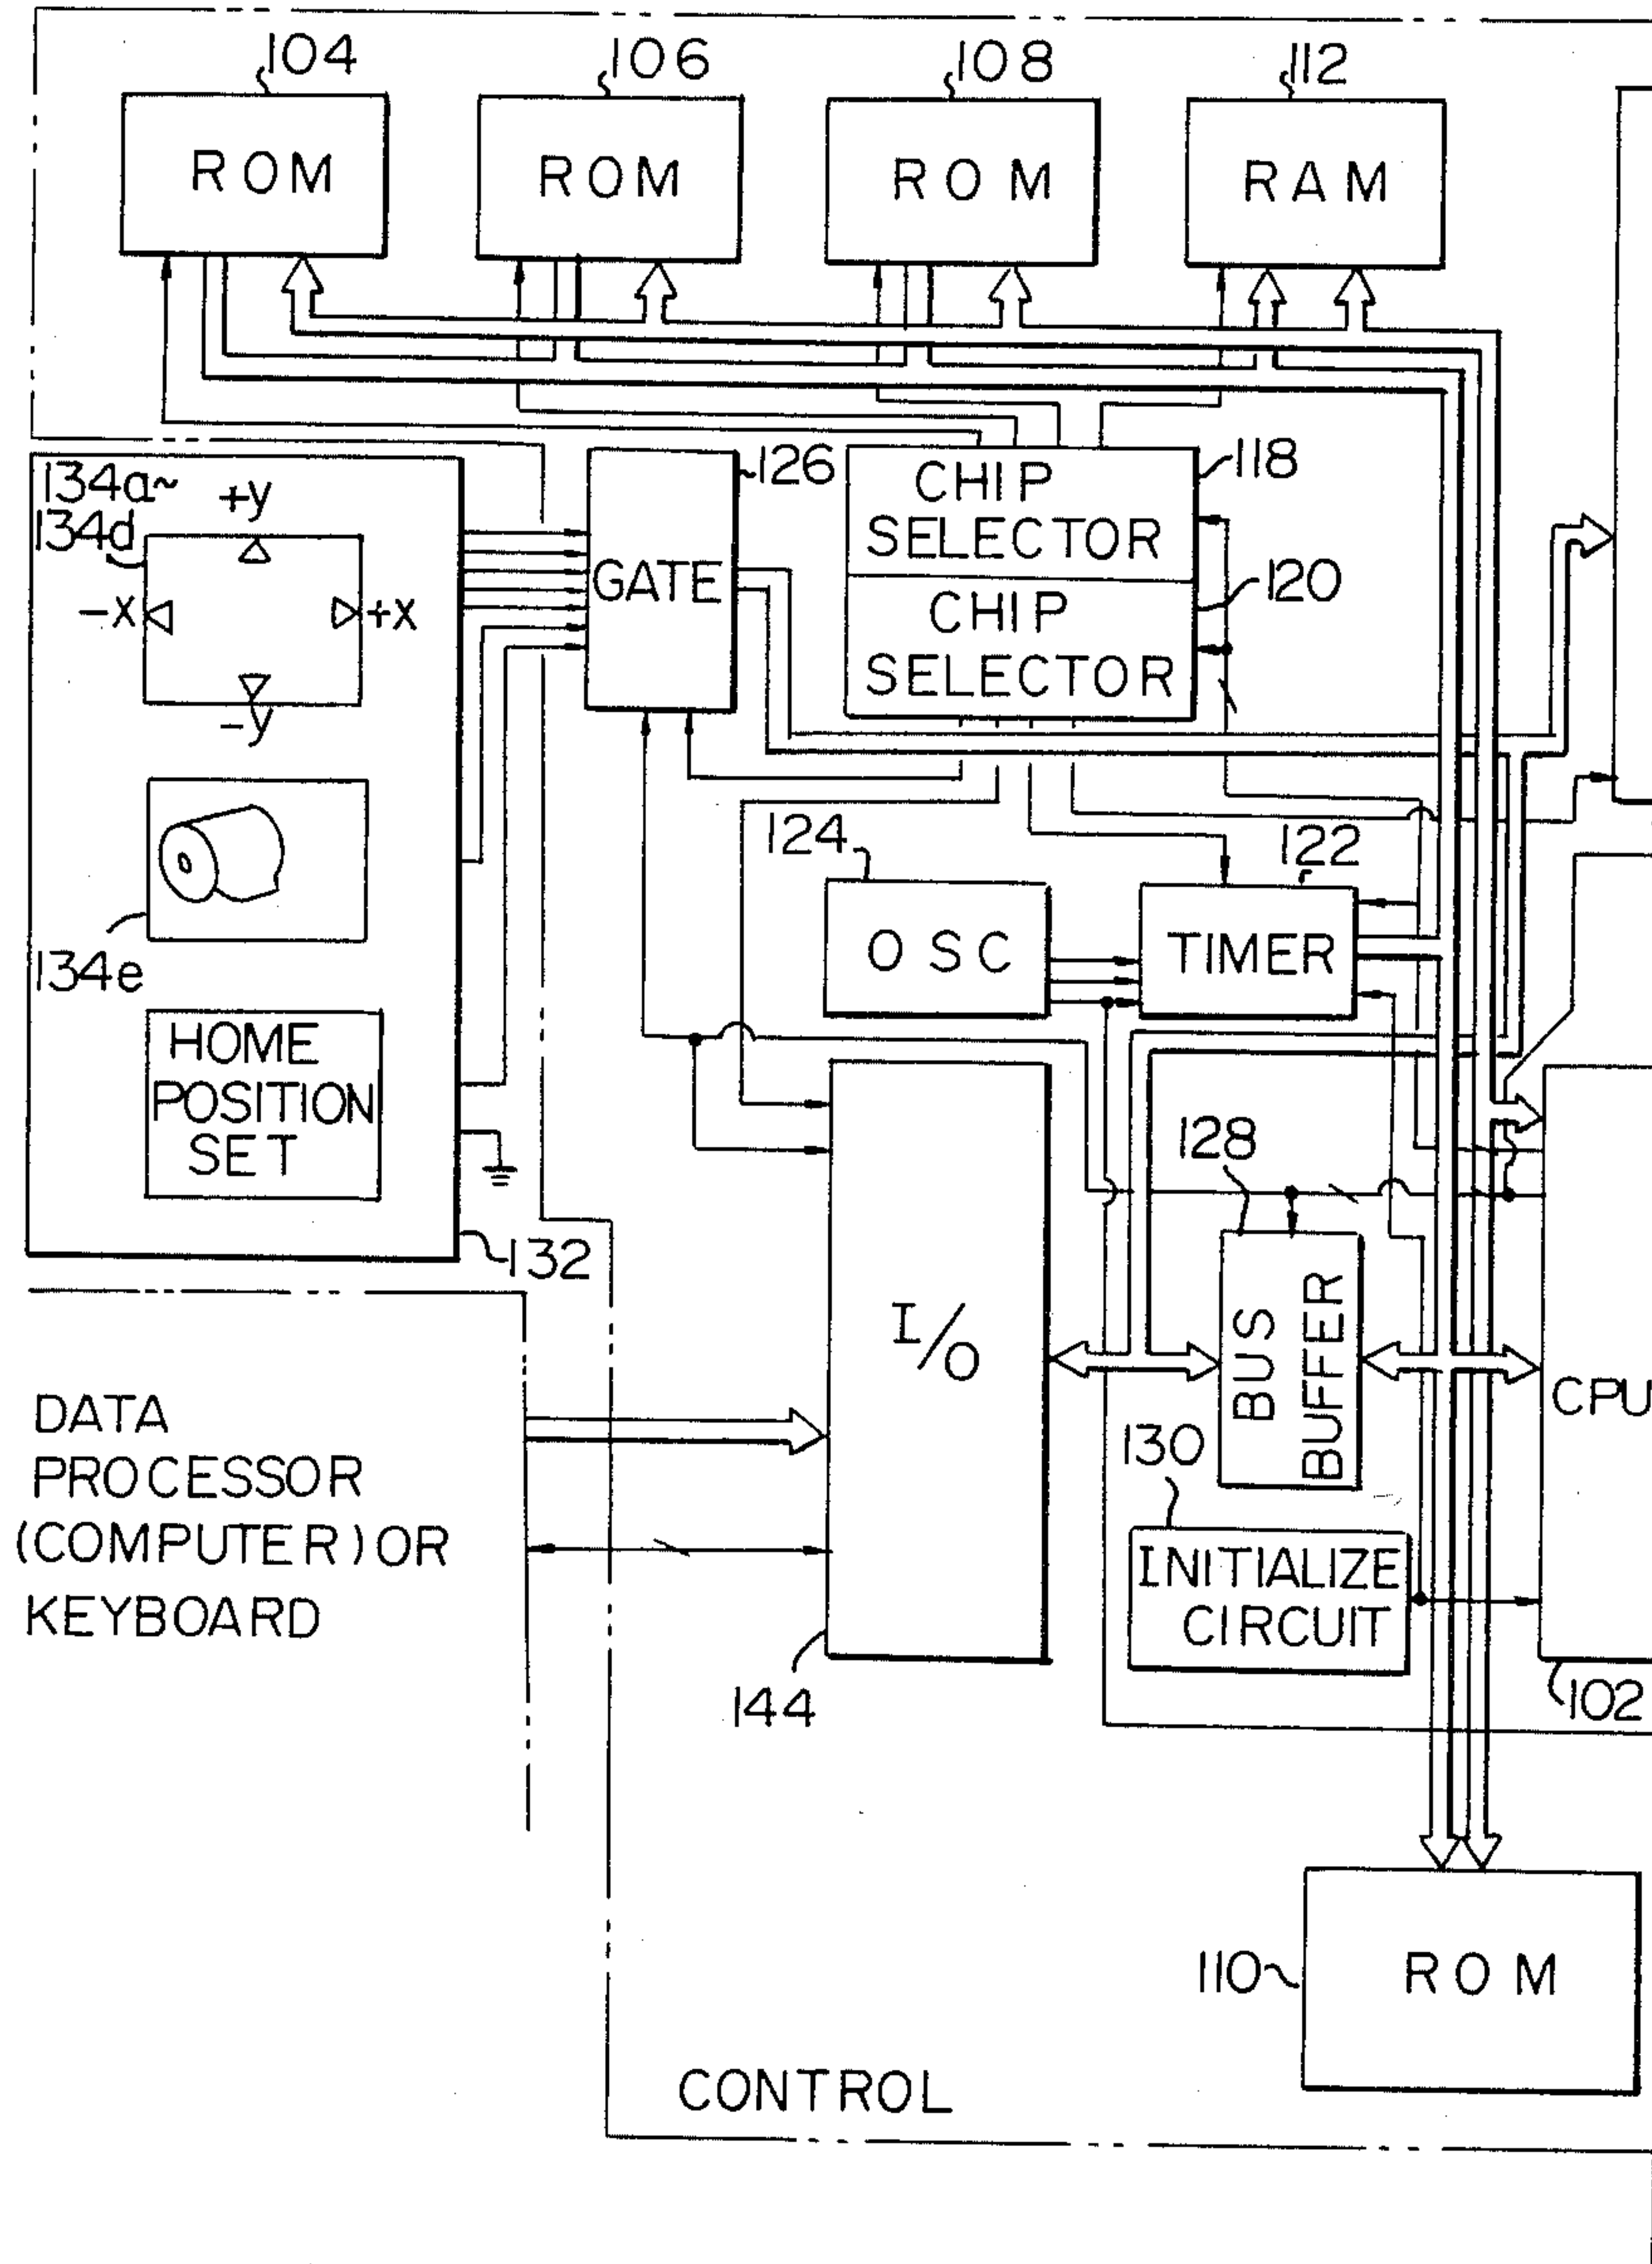 104
106
108
112
ROM
ROM
ROM
RAM
134a~
134d
+y
-x
+x
-y
126
GATE
CHIP
SELECTOR
118
CHIP
SELECTOR
120
134e
124
OSC
122
TIMER
HOME
POSITION
SET
132
128
I/O
BUS
BUFFER
CPU
DATA
PROCESSOR
(COMPUTER) OR
KEYBOARD
130
INITIALIZE
CIRCUIT
144
102
110~
ROM
CONTROL